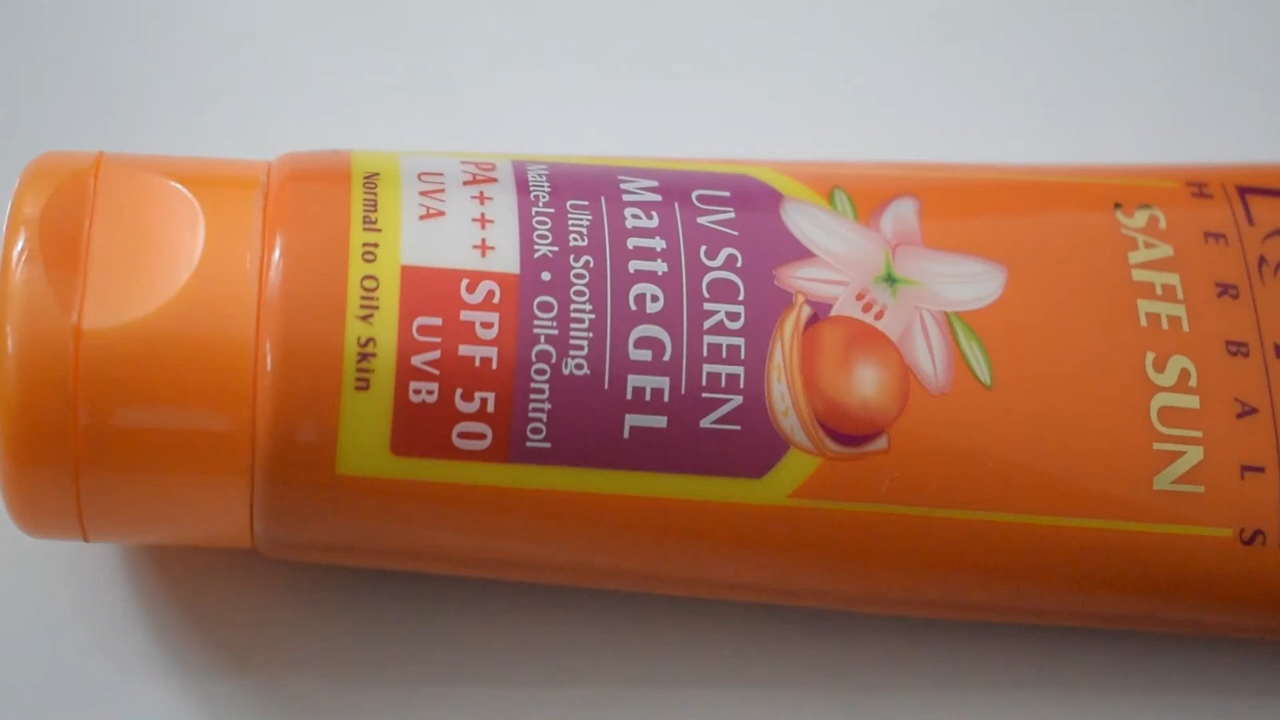 HERBALS
SAFE SUN
UV SCREEN
MatteGEL
Ultra Soothing
Matte-Look • Oil-Control
PA+++ SPF 50
UVA UVB
Normal to Oily Skin